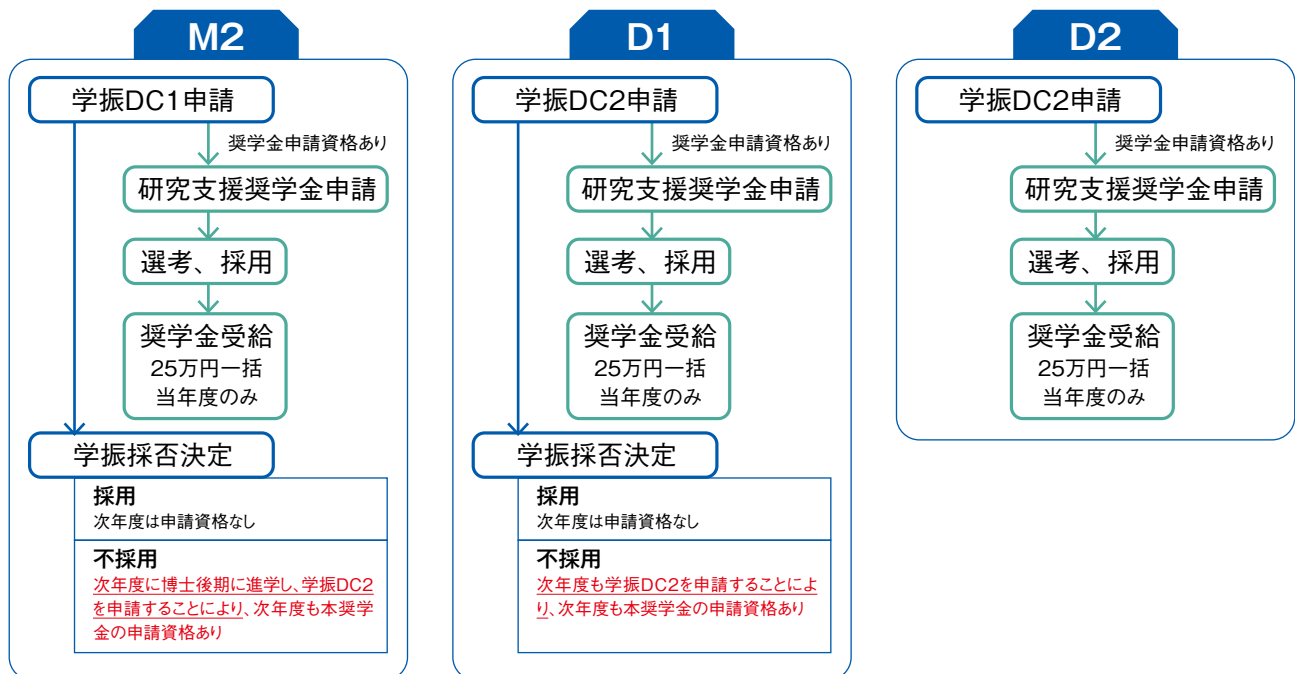 M2
学振DC1申請
奨学金申請資格あり
研究支援奨学金申請
選考、採用
奨学金受給
25万円一括
当年度のみ
学振採否決定
採用
次年度は申請資格なし
不採用
次年度に博士後期に進学し、学振DC2
を申請することにより、次年度も本奨学
金の申請資格あり
D1
学振DC2申請
奨学金申請資格あり
研究支援奨学金申請
選考、採用
奨学金受給
25万円一括
当年度のみ
学振採否決定
採用
次年度は申請資格なし
不採用
次年度も学振DC2を申請することによ
り、次年度も本奨学金の申請資格あり
D2
学振DC2申請
奨学金申請資格あり
研究支援奨学金申請
選考、採用
奨学金受給
25万円一括
当年度のみ